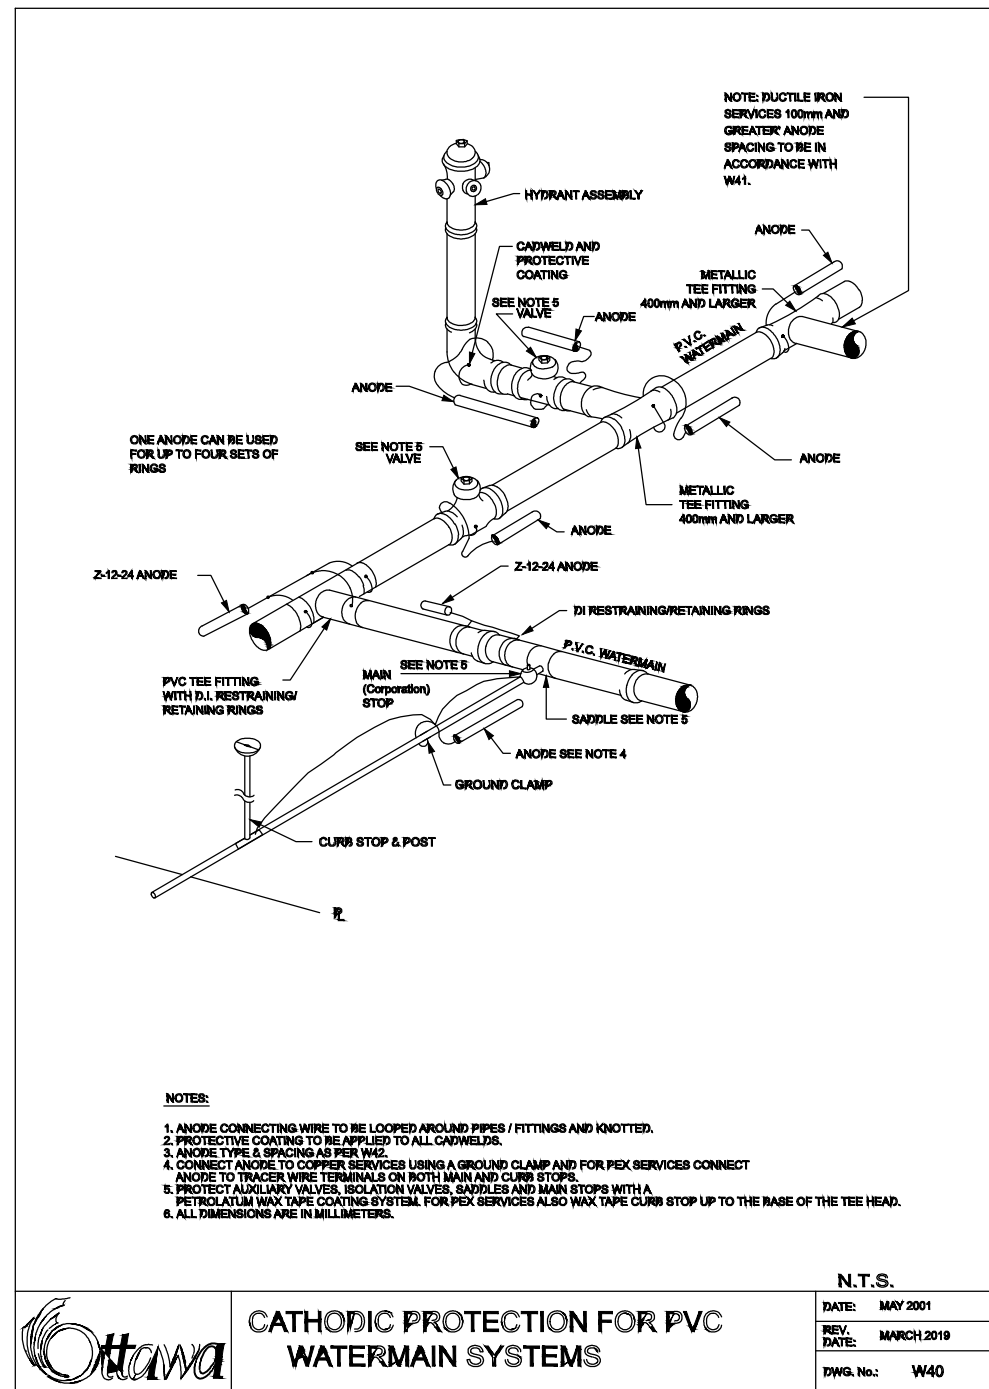 NOTE: DUCTILE IRON
SERVICES 100mm AND
GREATER' ANODE
SPACING TO BE IN
ACCORDANCE WITH
W41.
HYDRANT ASSEMBLY
ANODE
CADWELD AND
PROTECTIVE
COATING
METALLIC
TEE FITTING
400mm AND LARGER
SEE NOTE 5
VALVE
ANODE
P.V.C.
WATERMAIN
ANODE
ONE ANODE CAN BE USED
FOR UP TO FOUR SETS OF
RINGS
SEE NOTE 5
VALVE
ANODE
METALLIC
TEE FITTING
400mm AND LARGER
ANODE
Z-12-24 ANODE
Z-12-24 ANODE
DI RESTRAINING/RETAINING RINGS
P.V.C. WATERMAIN
SEE NOTE 5
MAIN
(Corporation)
STOP
PVC TEE FITTING
WITH D.I. RESTRAINING/
RETAINING RINGS
SADDLE SEE NOTE 5
ANODE SEE NOTE 4
GROUND CLAMP
CURB STOP & POST
PL
NOTES:
1. ANODE CONNECTING WIRE TO BE LOOPED AROUND PIPES / FITTINGS AND KNOTTED.
2. PROTECTIVE COATING TO BE APPLIED TO ALL CADWELDS.
3. ANODE TYPE & SPACING AS PER W42.
4. CONNECT ANODE TO COPPER SERVICES USING A GROUND CLAMP AND FOR PEX SERVICES CONNECT
ANODE TO TRACER WIRE TERMINALS ON BOTH MAIN AND CURB STOPS.
5. PROTECT AUXILIARY VALVES, ISOLATION VALVES, SADDLES AND MAIN STOPS WITH A
PETROLATUM WAX TAPE COATING SYSTEM. FOR PEX SERVICES ALSO WAX TAPE CURB STOP UP TO THE BASE OF THE TEE HEAD.
6. ALL DIMENSIONS ARE IN MILLIMETERS.
N.T.S.
Ottawa
CATHODIC PROTECTION FOR PVC
WATERMAIN SYSTEMS
DATE: MAY 2001
REV.
DATE: MARCH 2019
DWG. No.: W40